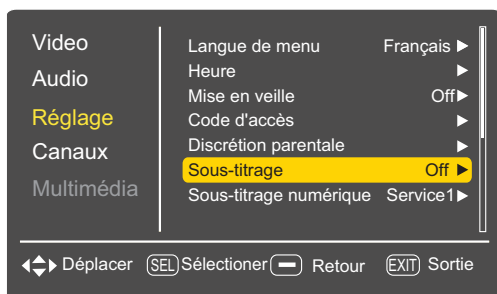 Video
Audio
Réglage
Canaux
Multimédia
Langue de menu Français
Heure
Mise en veille Off
Code d'accès
Discrétion parentale
Sous-titrage Off
Sous-titrage numérique Service1
Déplacer SEL Sélectioner Retour EXIT Sortie